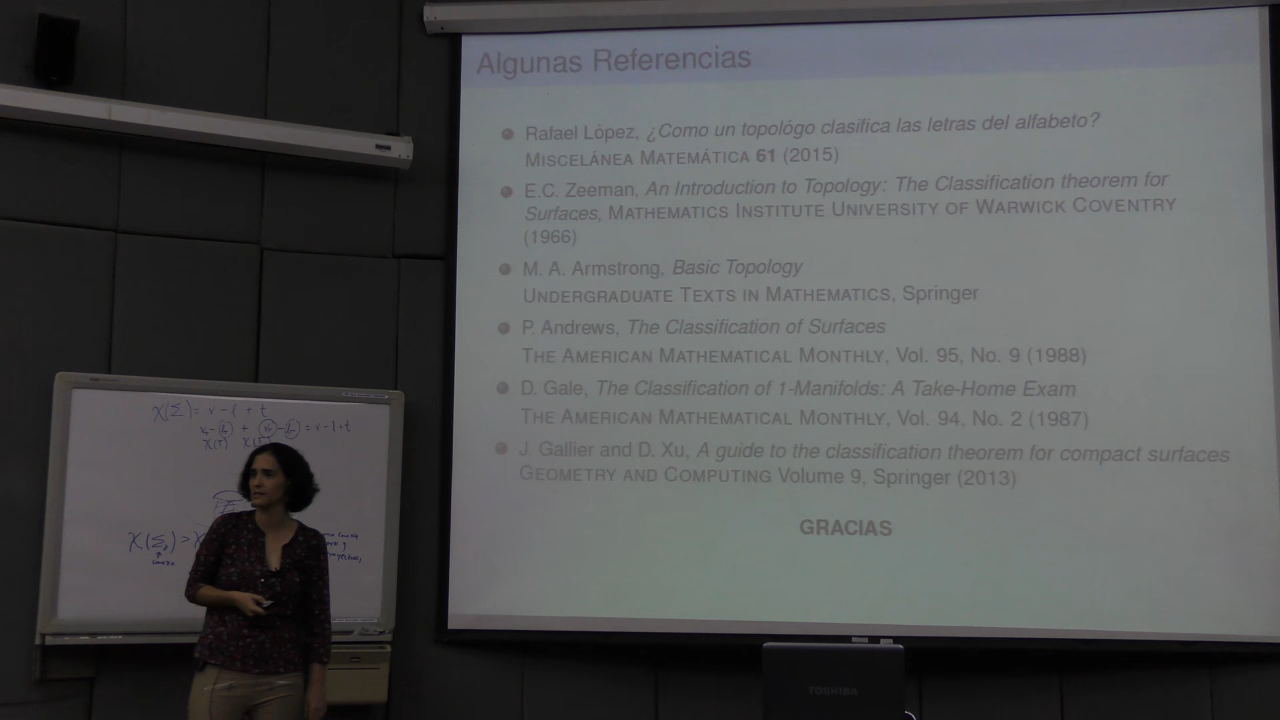 Algunas Referencias
Rafael López, ¿Como un topológo clasifica las letras del alfabeto?
MISCELÁNEA MATEMÁTICA 61 (2015)
E.C. Zeeman, An Introduction to Topology: The Classification theorem for
Surfaces, MATHEMATICS INSTITUTE UNIVERSITY OF WARWICK COVENTRY
(1966)
M. A. Armstrong, Basic Topology
UNDERGRADUATE TEXTS IN MATHEMATICS, Springer
P. Andrews, The Classification of Surfaces
THE AMERICAN MATHEMATICAL MONTHLY, Vol. 95, No. 9 (1988)
D. Gale, The Classification of 1-Manifolds: A Take-Home Exam
THE AMERICAN MATHEMATICAL MONTHLY, Vol. 94, No. 2 (1987)
J. Gallier and D. Xu, A guide to the classification theorem for compact surfaces
GEOMETRY AND COMPUTING Volume 9, Springer (2013)
GRACIAS
χ(Σ) = v - l + t
= v - l + t
χ(Σ
TOSHIBA